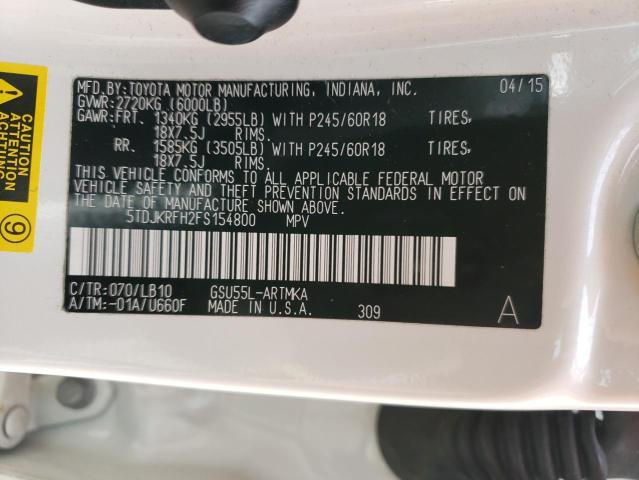 MFD.BY:TOYOTA MOTOR MANUFACTURING, INDIANA, INC. 04/15
GVWR:2720KG (6000LB)
GAWR:FRT. 1340KG (2955LB) WITH P245/60R18 TIRES,
18X7.5J RIMS.
RR. 1585KG (3505LB) WITH P245/60R18 TIRES,
18X7.5J RIMS.
THIS VEHICLE CONFORMS TO ALL APPLICABLE FEDERAL MOTOR
VEHICLE SAFETY AND THEFT PREVENTION STANDARDS IN EFFECT ON
THE DATE OF MANUFACTURE SHOWN ABOVE.
5TDJKRFH2FS154800 MPV
C/TR:070/LB10 GSU55L-ARTMKA
A/TM:-01A/U660F MADE IN U.S.A. 309 A
CAUTION
ATTENTION
ACHTUNG
9